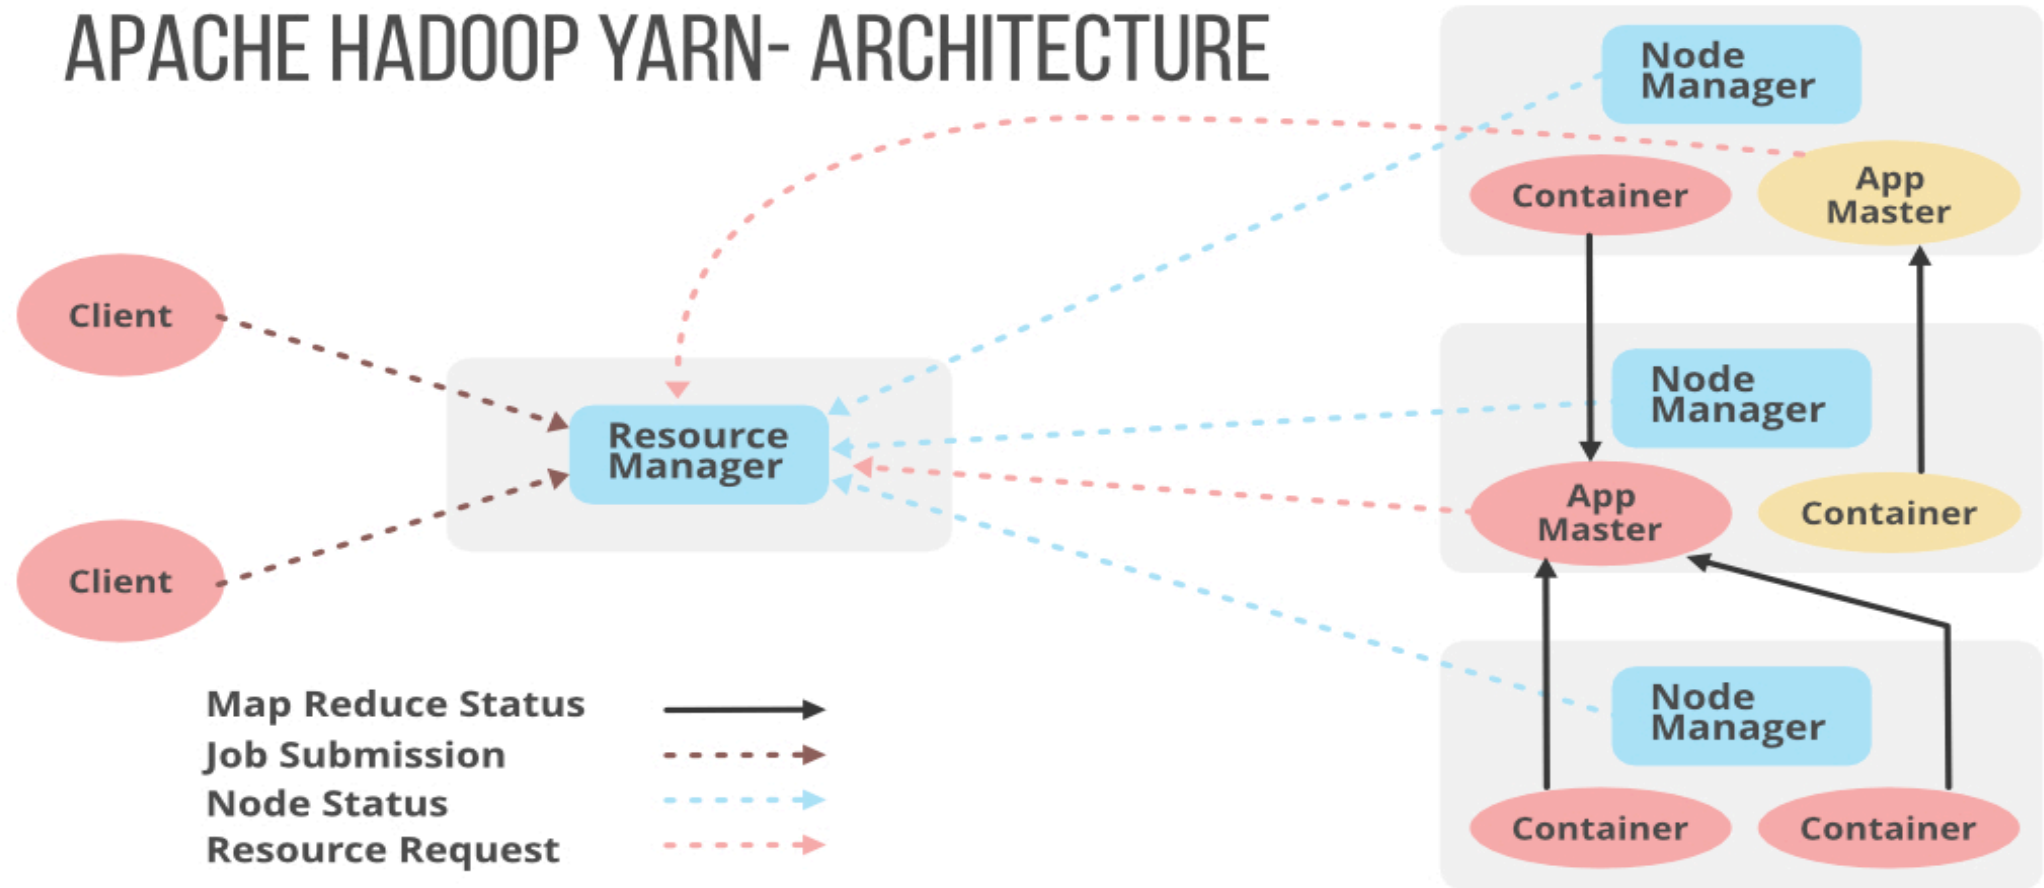 APACHE HADOOP YARN- ARCHITECTURE
Node
Manager
Container
App
Master
Client
Resource
Manager
Node
Manager
App
Master
Container
Client
Node
Manager
Container
Container
Map Reduce Status
Job Submission
Node Status
Resource Request